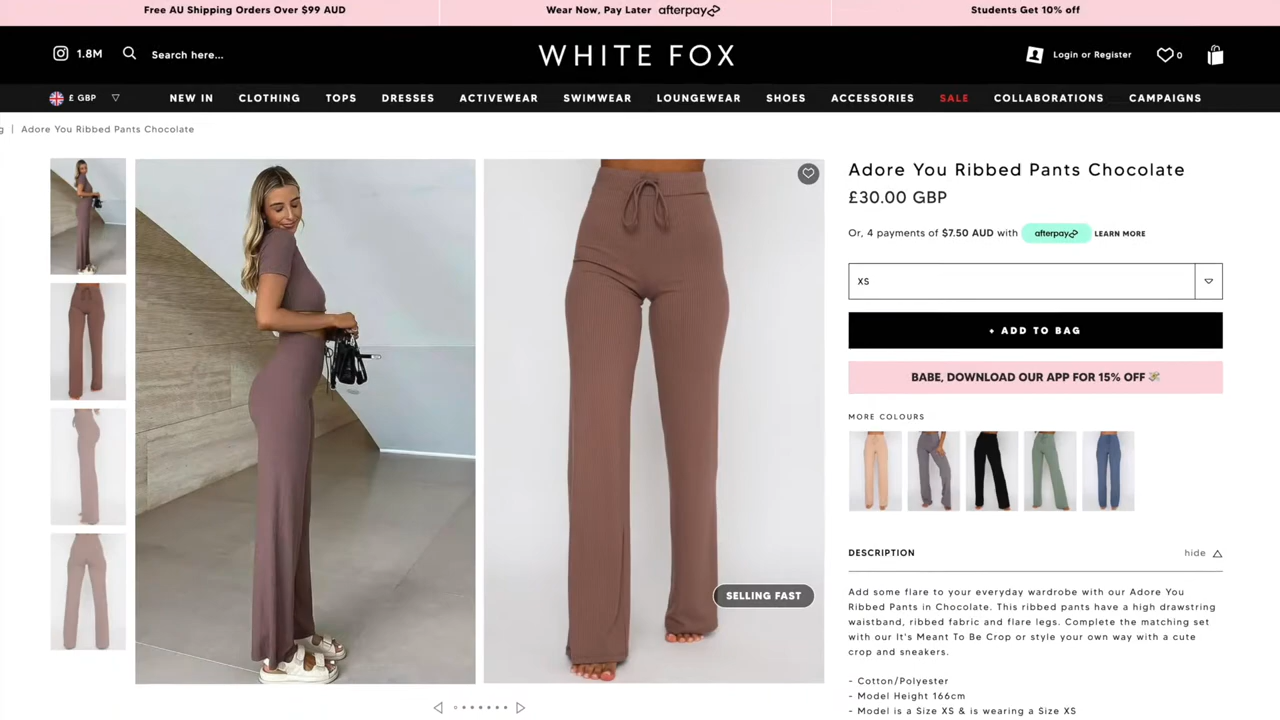 Free AU Shipping Orders Over $99 AUD
Wear Now, Pay Later afterpay
Students Get 10% off
1.8M
Search here...
WHITE FOX
Login or Register
0
£ GBP
NEW IN
CLOTHING
TOPS
DRESSES
ACTIVEWEAR
SWIMWEAR
LOUNGEWEAR
SHOES
ACCESSORIES
SALE
COLLABORATIONS
CAMPAIGNS
g | Adore You Ribbed Pants Chocolate
SELLING FAST
Adore You Ribbed Pants Chocolate
£30.00 GBP
Or, 4 payments of $7.50 AUD with afterpay LEARN MORE
XS
+ ADD TO BAG
BABE, DOWNLOAD OUR APP FOR 15% OFF 💸
MORE COLOURS
DESCRIPTION
hide
Add some flare to your everyday wardrobe with our Adore You
Ribbed Pants in Chocolate. This ribbed pants have a high drawstring
waistband, ribbed fabric and flare legs. Complete the matching set
with our It's Meant To Be Crop or style your own way with a cute
crop and sneakers.
- Cotton/Polyester
- Model Height 166cm
- Model is a Size XS & is wearing a Size XS